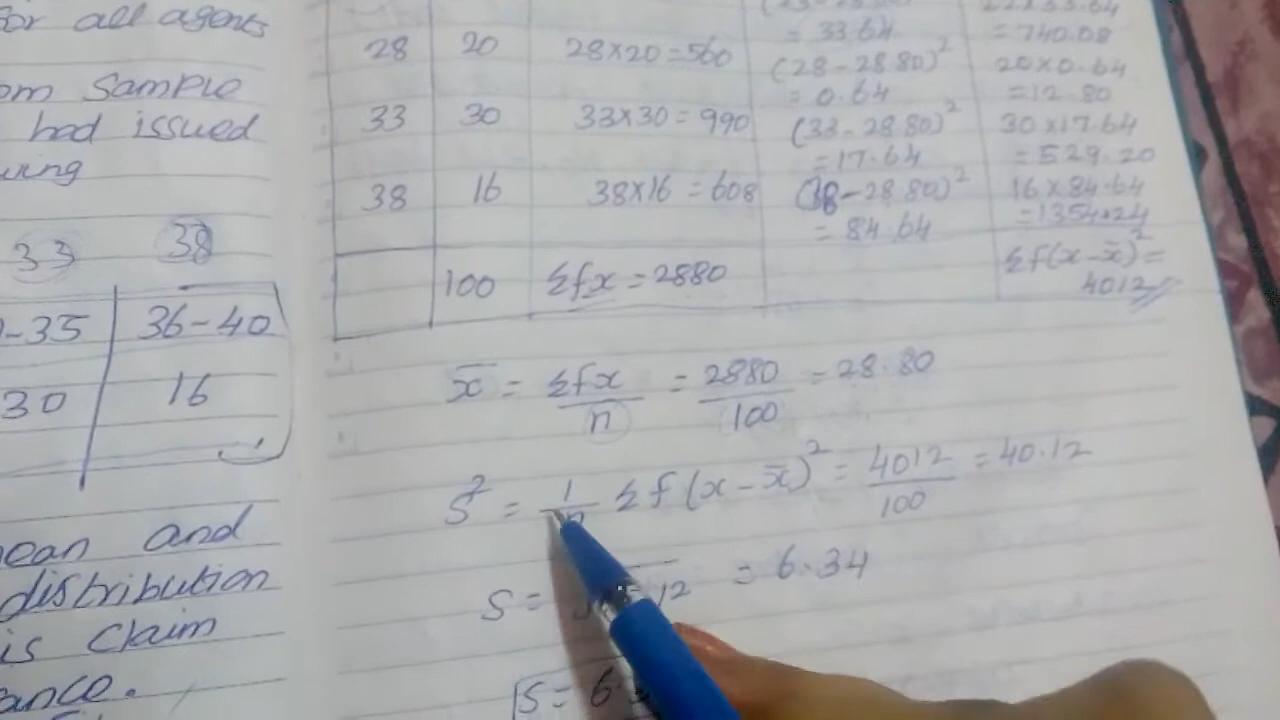 for all agents
Sample
had issued
33 38
-35 36-40
30 16
and
distribution
is claim
= 33.64 = 740.08
28 20 28×20=560 (28-28.80)² 20×0.64
= 0.64 =12.80
33 30 33×30=990 (33-28.80)² 30×17.64
=17.64 =529.20
38 16 38×16=608 (38-28.80)² 16×84.64
= 84.64 =1354.24
100 Σfx = 2880 Σf(x-x̄)²=
4012
x̄ = Σfx/n = 2880/100 = 28.80
S² = 1/n Σf(x-x̄)² = 4012/100 = 40.12
S = = 6.34
S = 6.